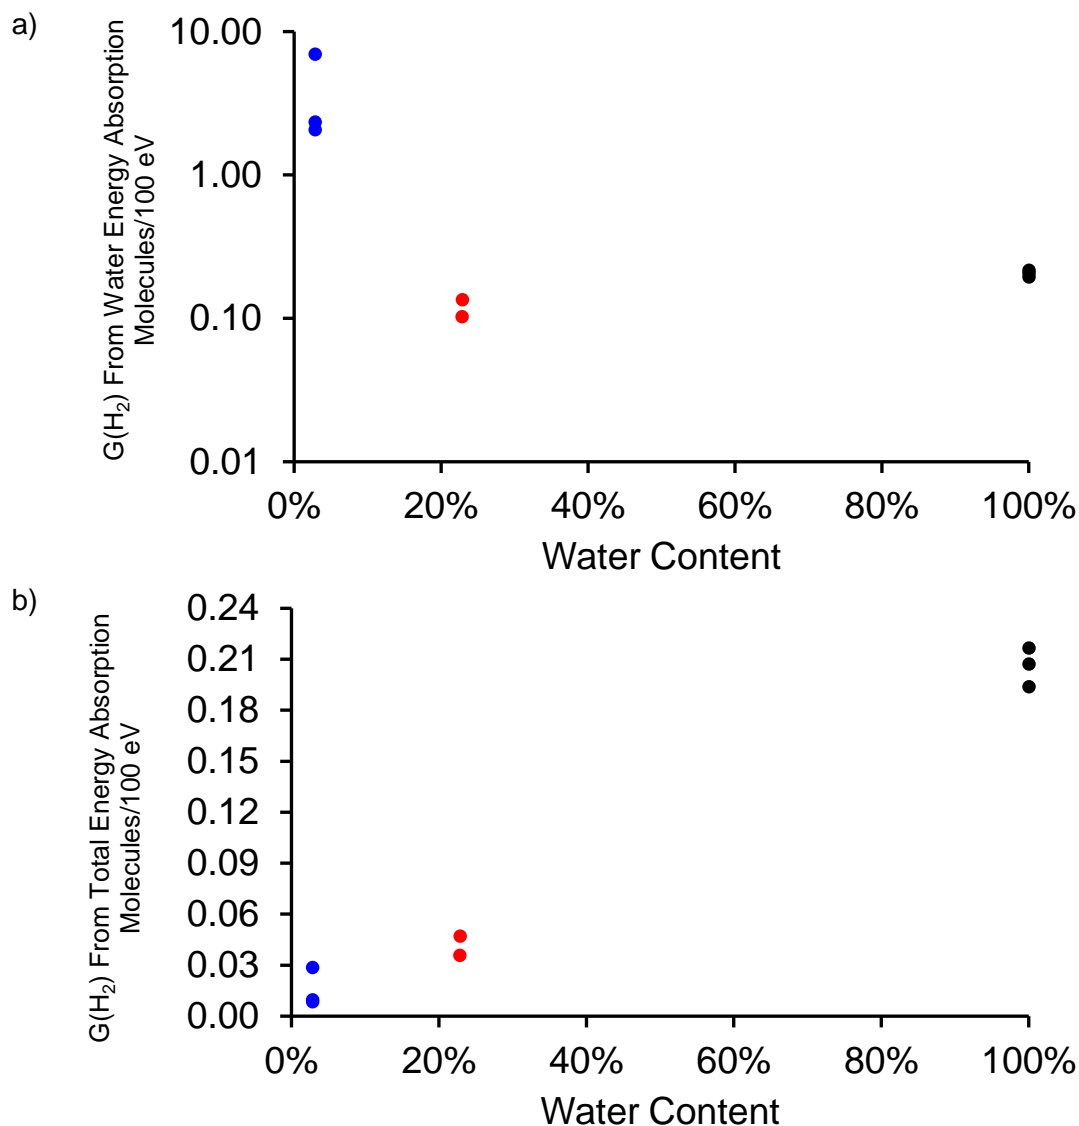 a)
G(H₂) From Water Energy Absorption
Molecules/100 eV
10.00
1.00
0.10
0.01
0% 20% 40% 60% 80% 100%
Water Content
b)
G(H₂) From Total Energy Absorption
Molecules/100 eV
0.24
0.21
0.18
0.15
0.12
0.09
0.06
0.03
0.00
0% 20% 40% 60% 80% 100%
Water Content